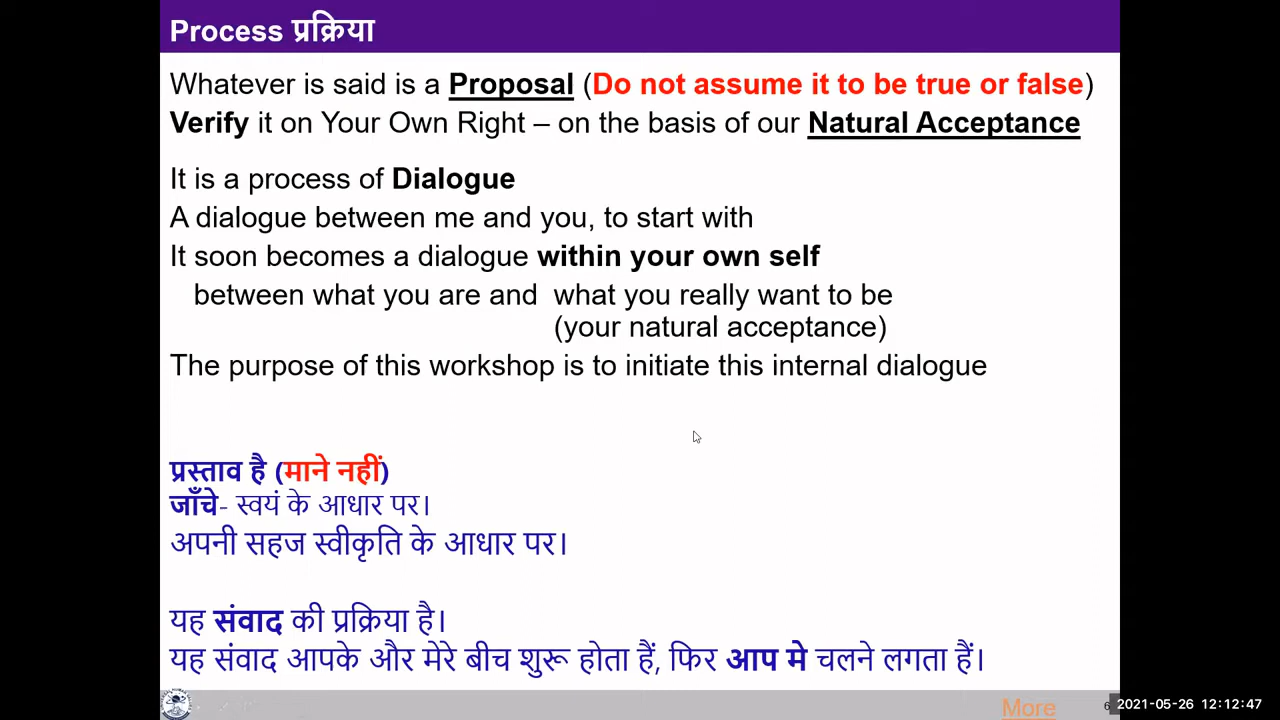 Process प्रक्रिया
Whatever is said is a Proposal (Do not assume it to be true or false)
Verify it on Your Own Right – on the basis of our Natural Acceptance
It is a process of Dialogue
A dialogue between me and you, to start with
It soon becomes a dialogue within your own self
between what you are and what you really want to be
(your natural acceptance)
The purpose of this workshop is to initiate this internal dialogue
प्रस्ताव है (माने नहीं)
जाँचे- स्वयं के आधार पर।
अपनी सहज स्वीकृति के आधार पर।
यह संवाद की प्रक्रिया है।
यह संवाद आपके और मेरे बीच शुरू होता हैं, फिर आप मे चलने लगता हैं।
More
6
2021-05-26 12:12:47